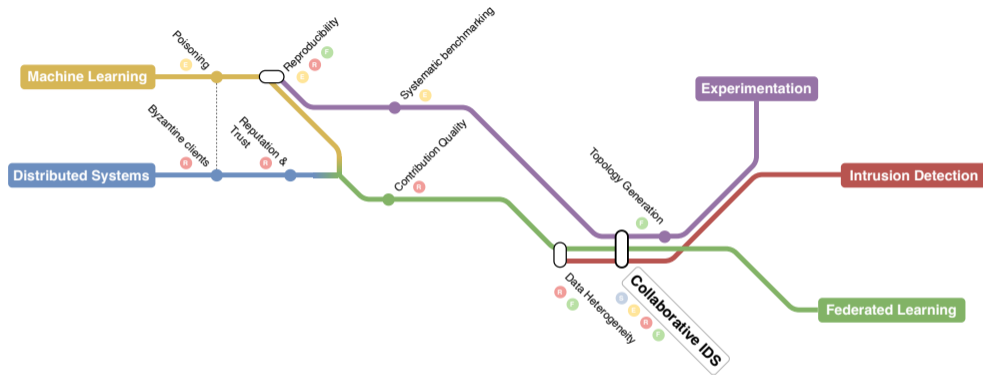 Poisoning
E
Reproducibility
E
R
F
Systematic benchmarking
E
Machine Learning
Experimentation
Byzantine clients
R
Reputation &
Trust
R
Contribution Quality
R
Distributed Systems
Topology Generation
F
Intrusion Detection
Data Heterogeneity
R
F
Collaborative IDS
S
E
R
F
Federated Learning